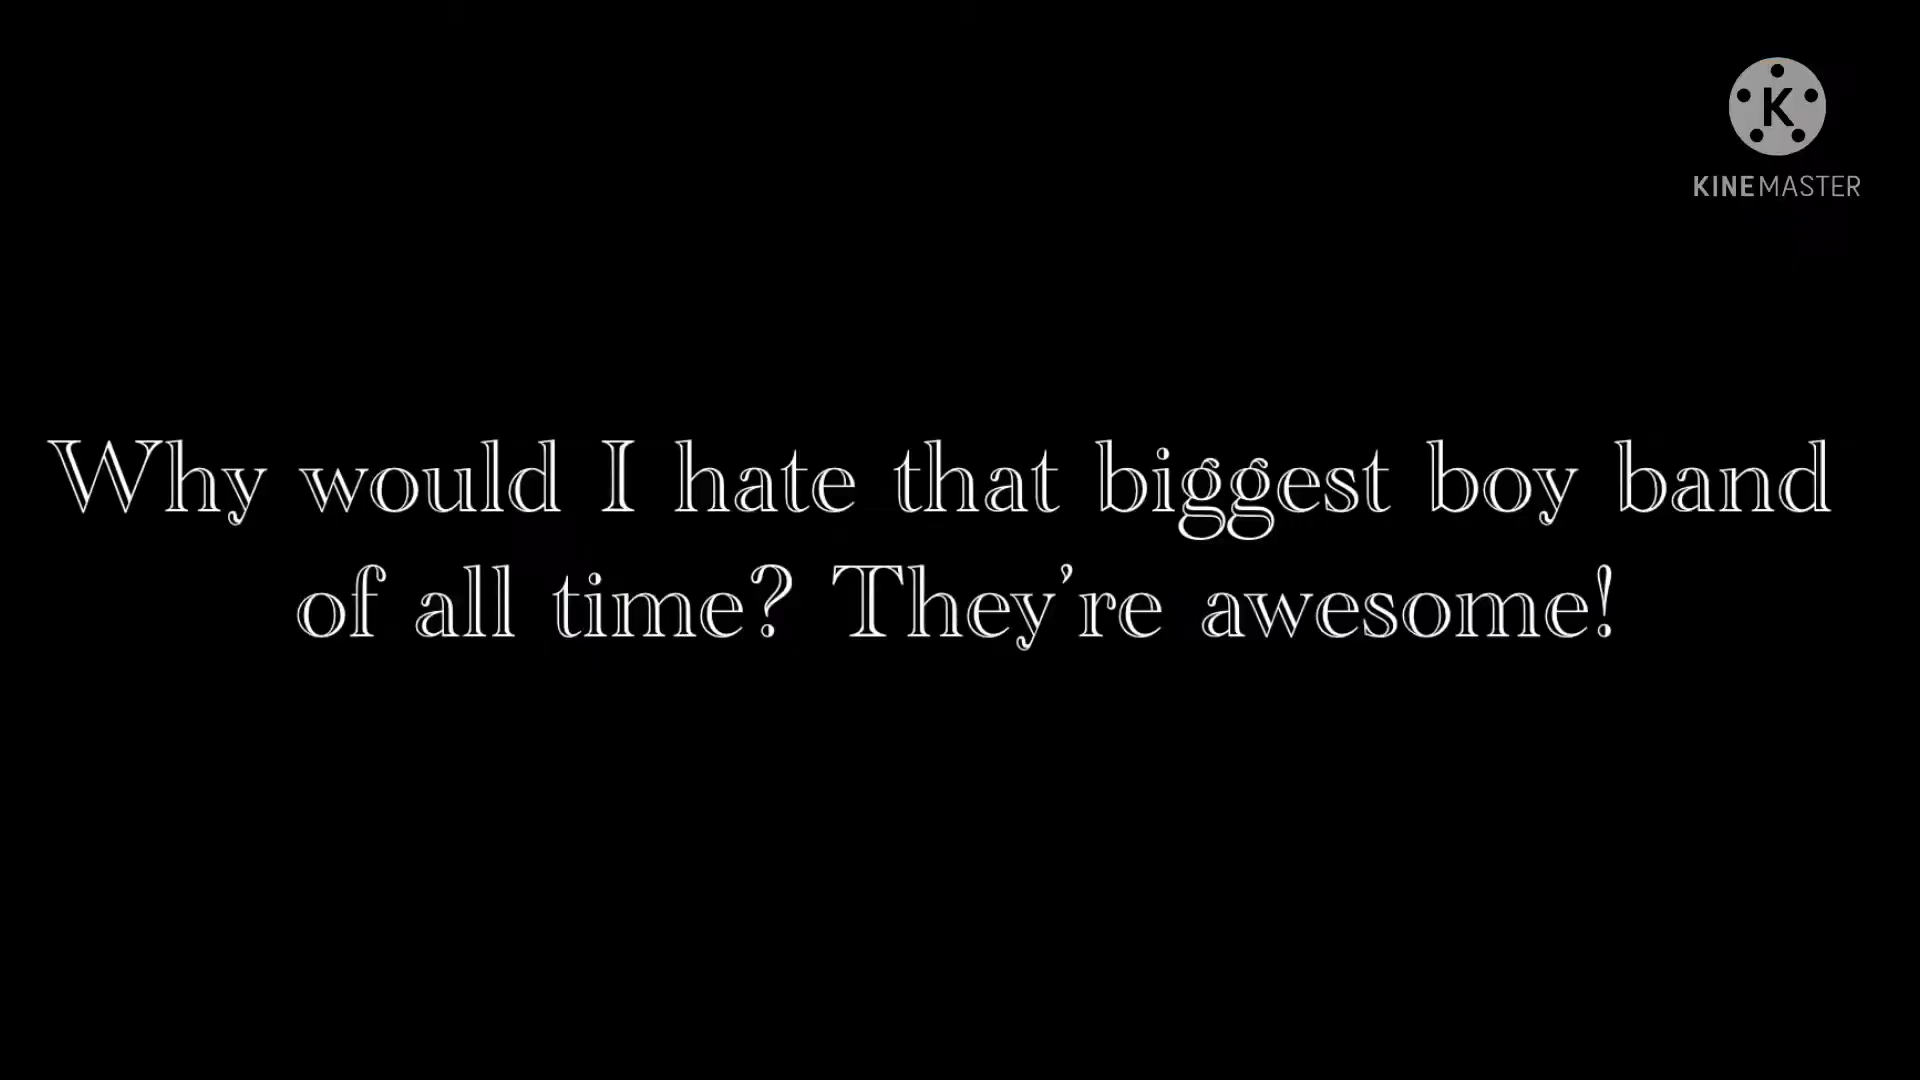 K
KINEMASTER
Why would I hate that biggest boy band
of all time? They're awesome!